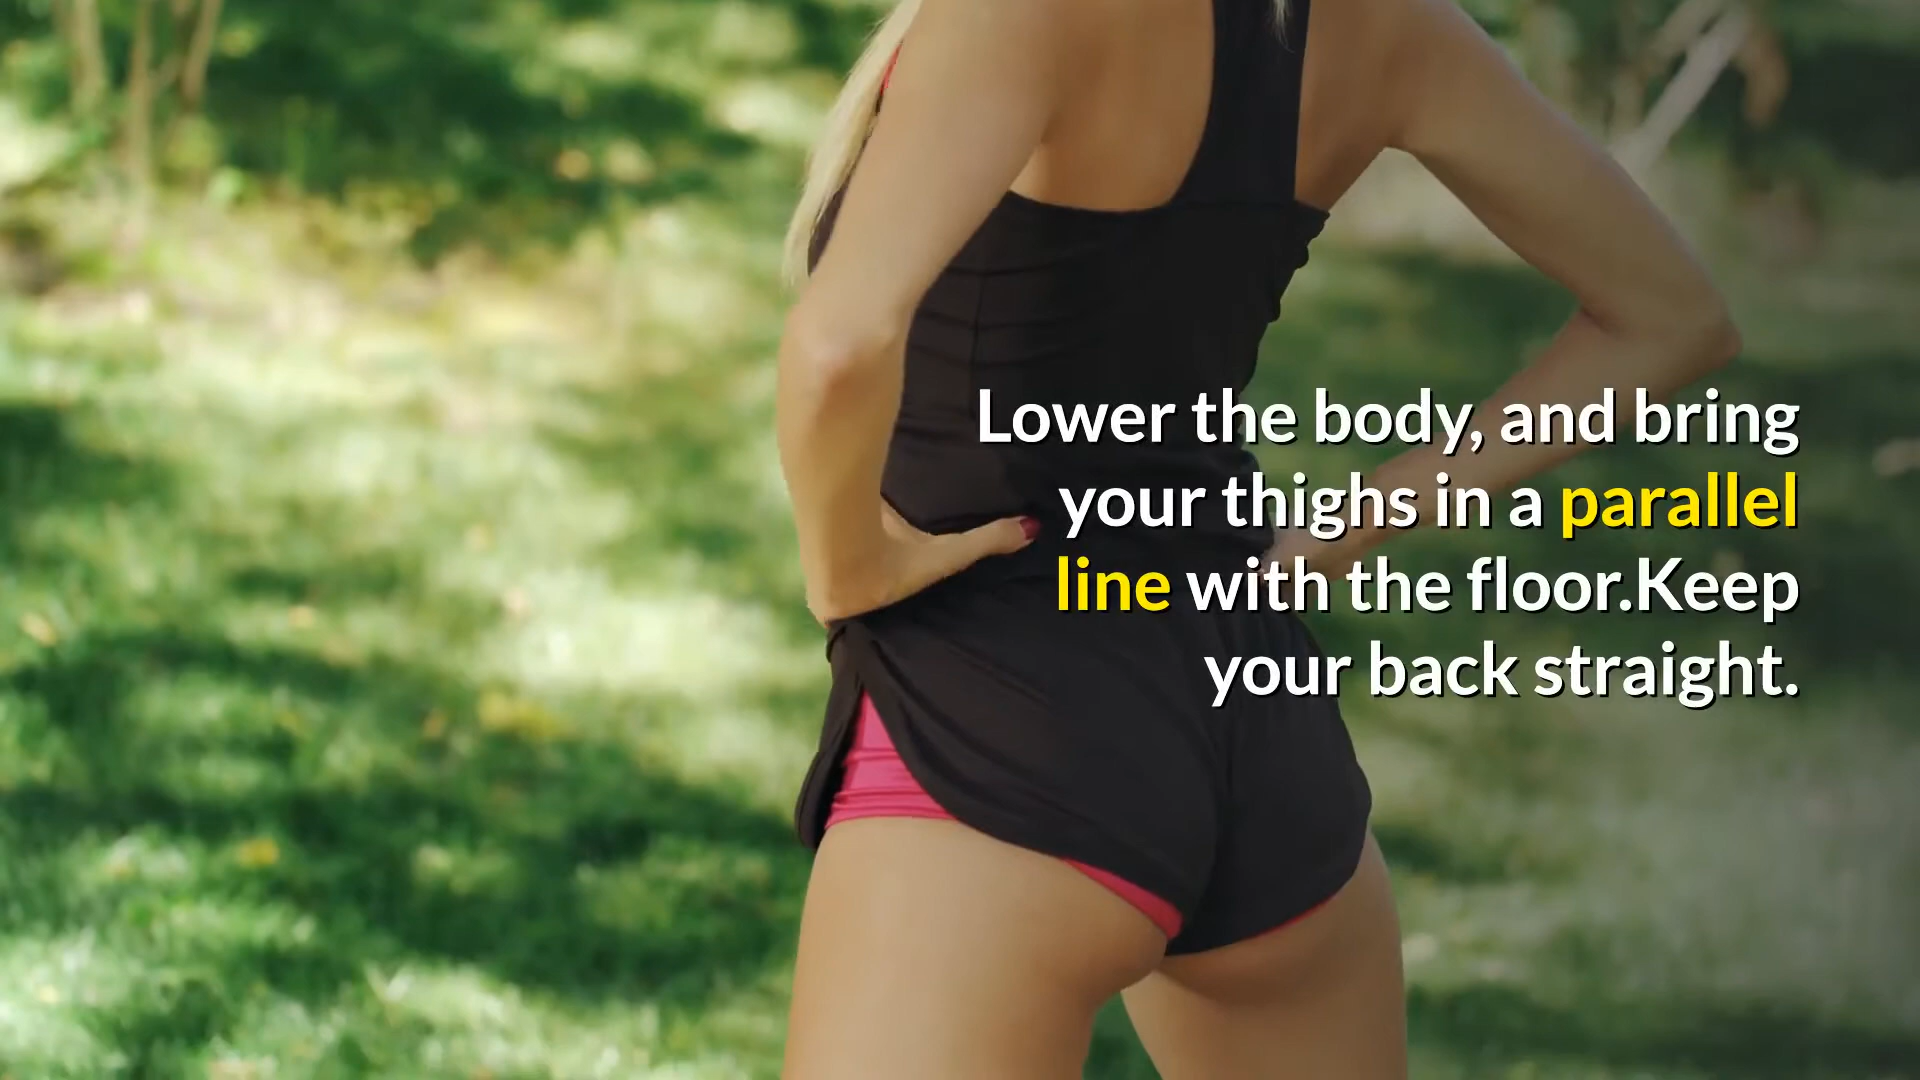 Lower the body, and bring
your thighs in a parallel
line with the floor.Keep
your back straight.